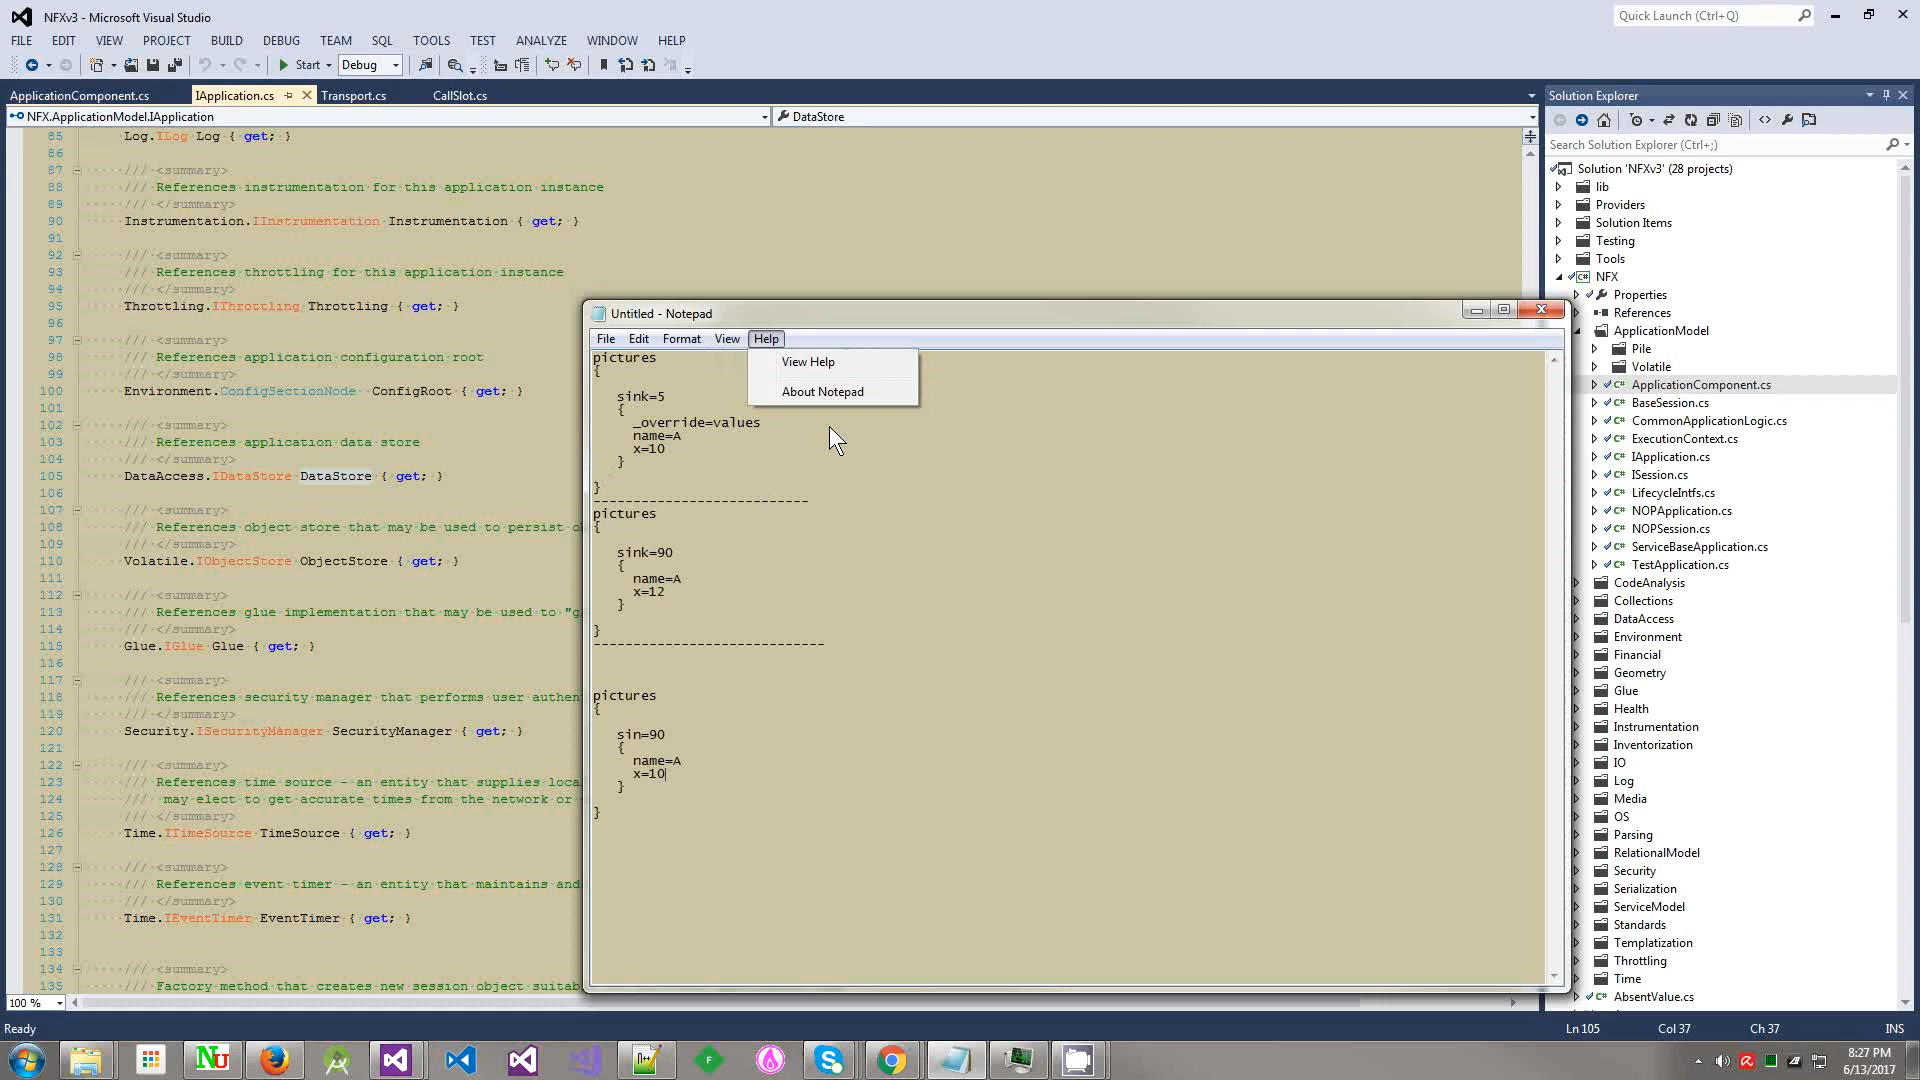 NFXv3 - Microsoft Visual Studio
Quick Launch (Ctrl+Q)
FILE EDIT VIEW PROJECT BUILD DEBUG TEAM SQL TOOLS TEST ANALYZE WINDOW HELP
Start Debug
ApplicationComponent.cs IApplication.cs Transport.cs CallSlot.cs
NFX.ApplicationModel.IApplication DataStore
85 Log.ILog Log { get; }
86
87 /// <summary>
88 /// References instrumentation for this application instance
89 /// </summary>
90 Instrumentation.IInstrumentation Instrumentation { get; }
91
92 /// <summary>
93 /// References throttling for this application instance
94 /// </summary>
95 Throttling.IThrottling Throttling { get; }
96
97 /// <summary>
98 /// References application configuration root
99 /// </summary>
100 Environment.ConfigSectionNode ConfigRoot { get; }
101
102 /// <summary>
103 /// References application data store
104 /// </summary>
105 DataAccess.IDataStore DataStore { get; }
106
107 /// <summary>
108 /// References object store that may be used to persist o
109 /// </summary>
110 Volatile.IObjectStore ObjectStore { get; }
111
112 /// <summary>
113 /// References glue implementation that may be used to "g
114 /// </summary>
115 Glue.IGlue Glue { get; }
116
117 /// <summary>
118 /// References security manager that performs user authen
119 /// </summary>
120 Security.ISecurityManager SecurityManager { get; }
121
122 /// <summary>
123 /// References time source - an entity that supplies loca
124 /// may elect to get accurate times from the network or
125 /// </summary>
126 Time.ITimeSource TimeSource { get; }
127
128 /// <summary>
129 /// References event timer - an entity that maintains and
130 /// </summary>
131 Time.IEventTimer EventTimer { get; }
132
133
134 /// <summary>
135 /// Factory method that creates new session object suitab
100 %
Untitled - Notepad
File Edit Format View Help
View Help
About Notepad
pictures
{
sink=5
{
_override=values
name=A
x=10
}
}
---------------------------
pictures
{
sink=90
{
name=A
x=12
}
}
-----------------------------
pictures
{
sin=90
{
name=A
x=10
}
}
Solution Explorer
Search Solution Explorer (Ctrl+;)
Solution 'NFXv3' (28 projects)
lib
Providers
Solution Items
Testing
Tools
C# NFX
Properties
References
ApplicationModel
Pile
Volatile
C# ApplicationComponent.cs
C# BaseSession.cs
C# CommonApplicationLogic.cs
C# ExecutionContext.cs
C# IApplication.cs
C# ISession.cs
C# LifecycleIntfs.cs
C# NOPApplication.cs
C# NOPSession.cs
C# ServiceBaseApplication.cs
C# TestApplication.cs
CodeAnalysis
Collections
DataAccess
Environment
Financial
Geometry
Glue
Health
Instrumentation
Inventorization
IO
Log
Media
OS
Parsing
RelationalModel
Security
Serialization
ServiceModel
Standards
Templatization
Throttling
Time
C# AbsentValue.cs
Ready Ln 105 Col 37 Ch 37 INS
8:27 PM
6/13/2017